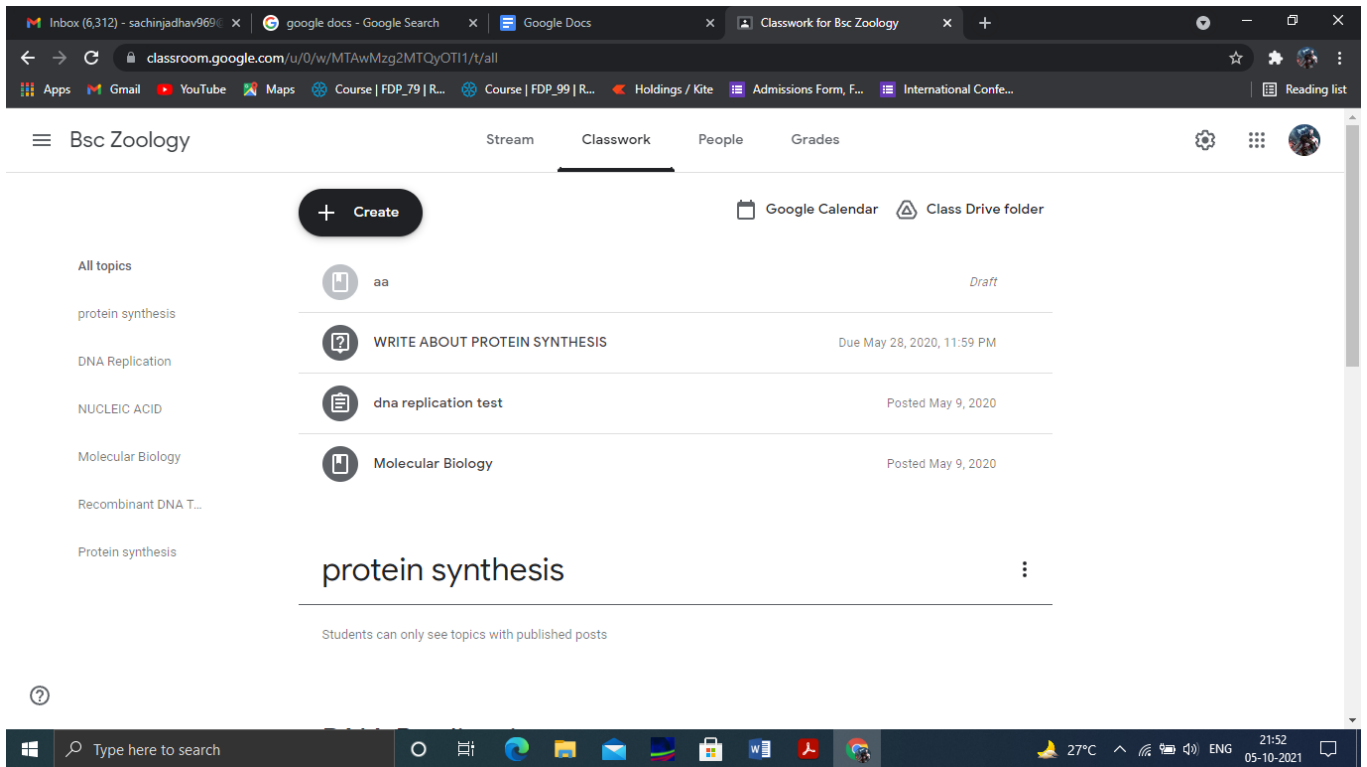 Inbox (6,312) - sachinjadhav969
google docs - Google Search
Google Docs
Classwork for Bsc Zoology
classroom.google.com/u/0/w/MTAwMzg2MTQyOTI1/t/all
Apps Gmail YouTube Maps Course | FDP_79 | R... Course | FDP_99 | R... Holdings / Kite Admissions Form, F... International Confe... Reading list
Bsc Zoology Stream Classwork People Grades
Create Google Calendar Class Drive folder
All topics
protein synthesis
DNA Replication
NUCLEIC ACID
Molecular Biology
Recombinant DNA T...
Protein synthesis
aa Draft
WRITE ABOUT PROTEIN SYNTHESIS Due May 28, 2020, 11:59 PM
dna replication test Posted May 9, 2020
Molecular Biology Posted May 9, 2020
protein synthesis
Students can only see topics with published posts
Type here to search 27°C ENG 21:52
05-10-2021